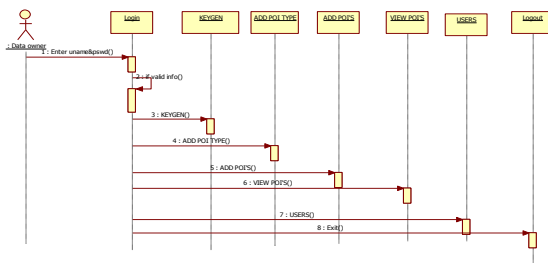 Login
KEYGEN
ADD POI TYPE
ADD POI'S
VIEW POI'S
USERS
Logout
: Data owner
1 : Enter uname&pswd()
2 : if valid info()
3 : KEYGEN()
4 : ADD POI TYPE()
5 : ADD POI'S()
6 : VIEW POI'S()
7 : USERS()
8 : Exit()